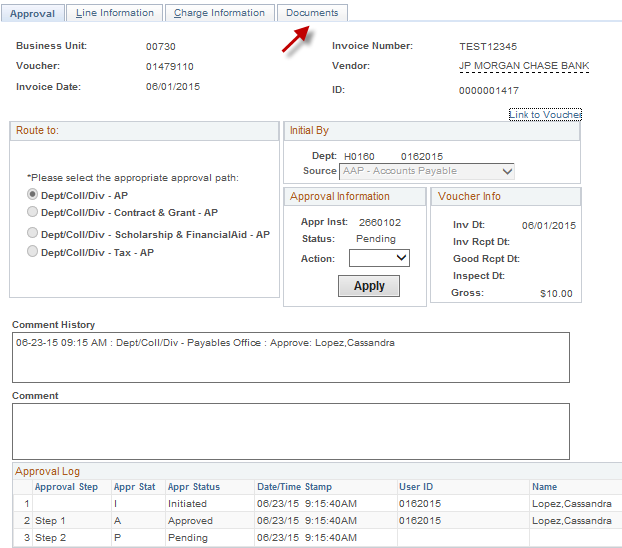 Approval Line Information Charge Information Documents
Business Unit: 00730 Invoice Number: TEST12345
Voucher: 01479110 Vendor: JP MORGAN CHASE BANK
Invoice Date: 06/01/2015 ID: 0000001417
Link to Voucher
Route to:
*Please select the appropriate approval path:
Dept/Coll/Div - AP
Dept/Coll/Div - Contract & Grant - AP
Dept/Coll/Div - Scholarship & FinancialAid - AP
Dept/Coll/Div - Tax - AP
Initial By
Dept: H0160 0162015
Source AAP - Accounts Payable
Approval Information
Appr Inst: 2660102
Status: Pending
Action:
Apply
Voucher Info
Inv Dt: 06/01/2015
Inv Rcpt Dt:
Good Rcpt Dt:
Inspect Dt:
Gross: $10.00
Comment History
06-23-15 09:15 AM : Dept/Coll/Div - Payables Office : Approve: Lopez,Cassandra
Comment
Approval Log
Approval Step Appr Stat Appr Status Date/Time Stamp User ID Name
1 I Initiated 06/23/15 9:15:40AM 0162015 Lopez,Cassandra
2 Step 1 A Approved 06/23/15 9:15:40AM 0162015 Lopez,Cassandra
3 Step 2 P Pending 06/23/15 9:15:40AM